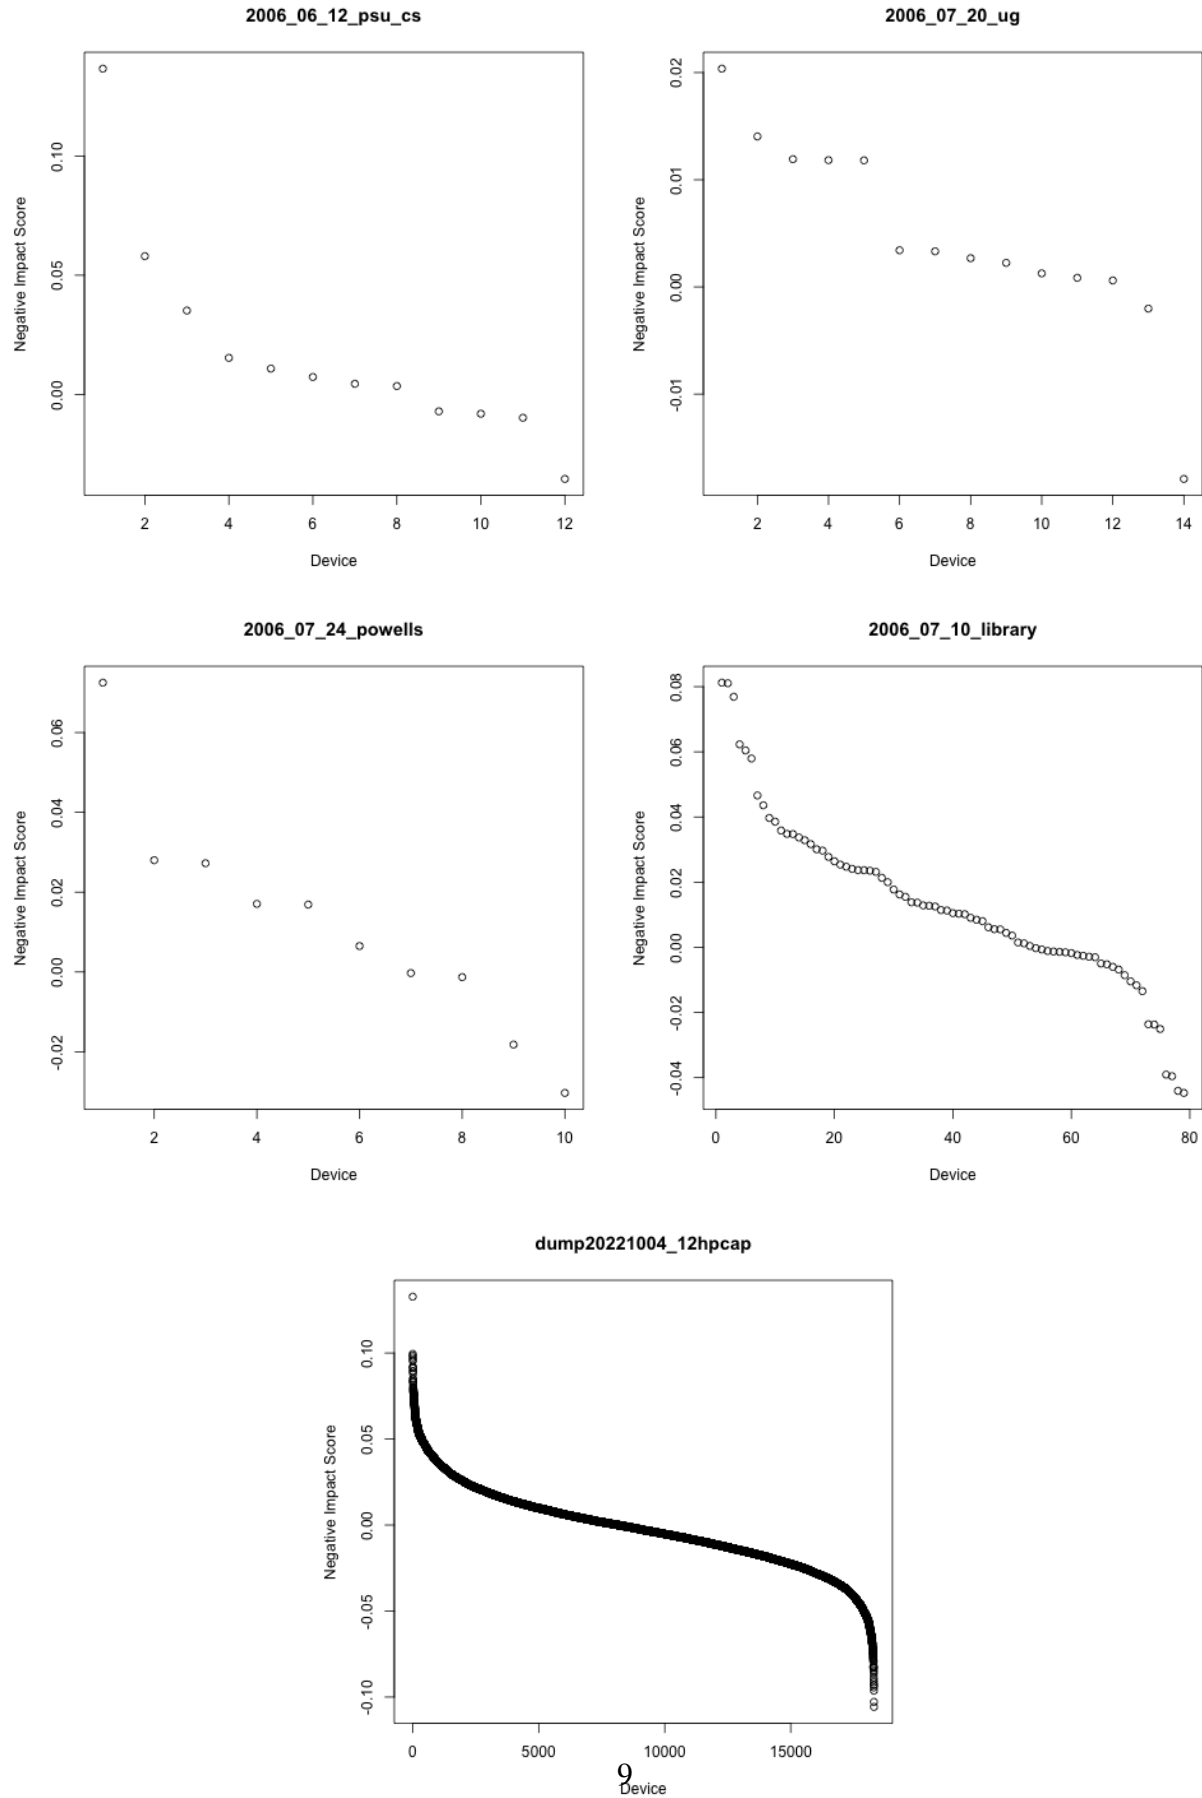 2006_06_12_psu_cs
Negative Impact Score
0.10
0.05
0.00
2 4 6 8 10 12
Device
2006_07_20_ug
Negative Impact Score
0.02
0.01
0.00
-0.01
2 4 6 8 10 12 14
Device
2006_07_24_powells
Negative Impact Score
0.06
0.04
0.02
0.00
-0.02
2 4 6 8 10
Device
2006_07_10_library
Negative Impact Score
0.08
0.06
0.04
0.02
0.00
-0.02
-0.04
0 20 40 60 80
Device
dump20221004_12hpcap
Negative Impact Score
0.10
0.05
0.00
-0.05
-0.10
0 5000 10000 15000
Device
9